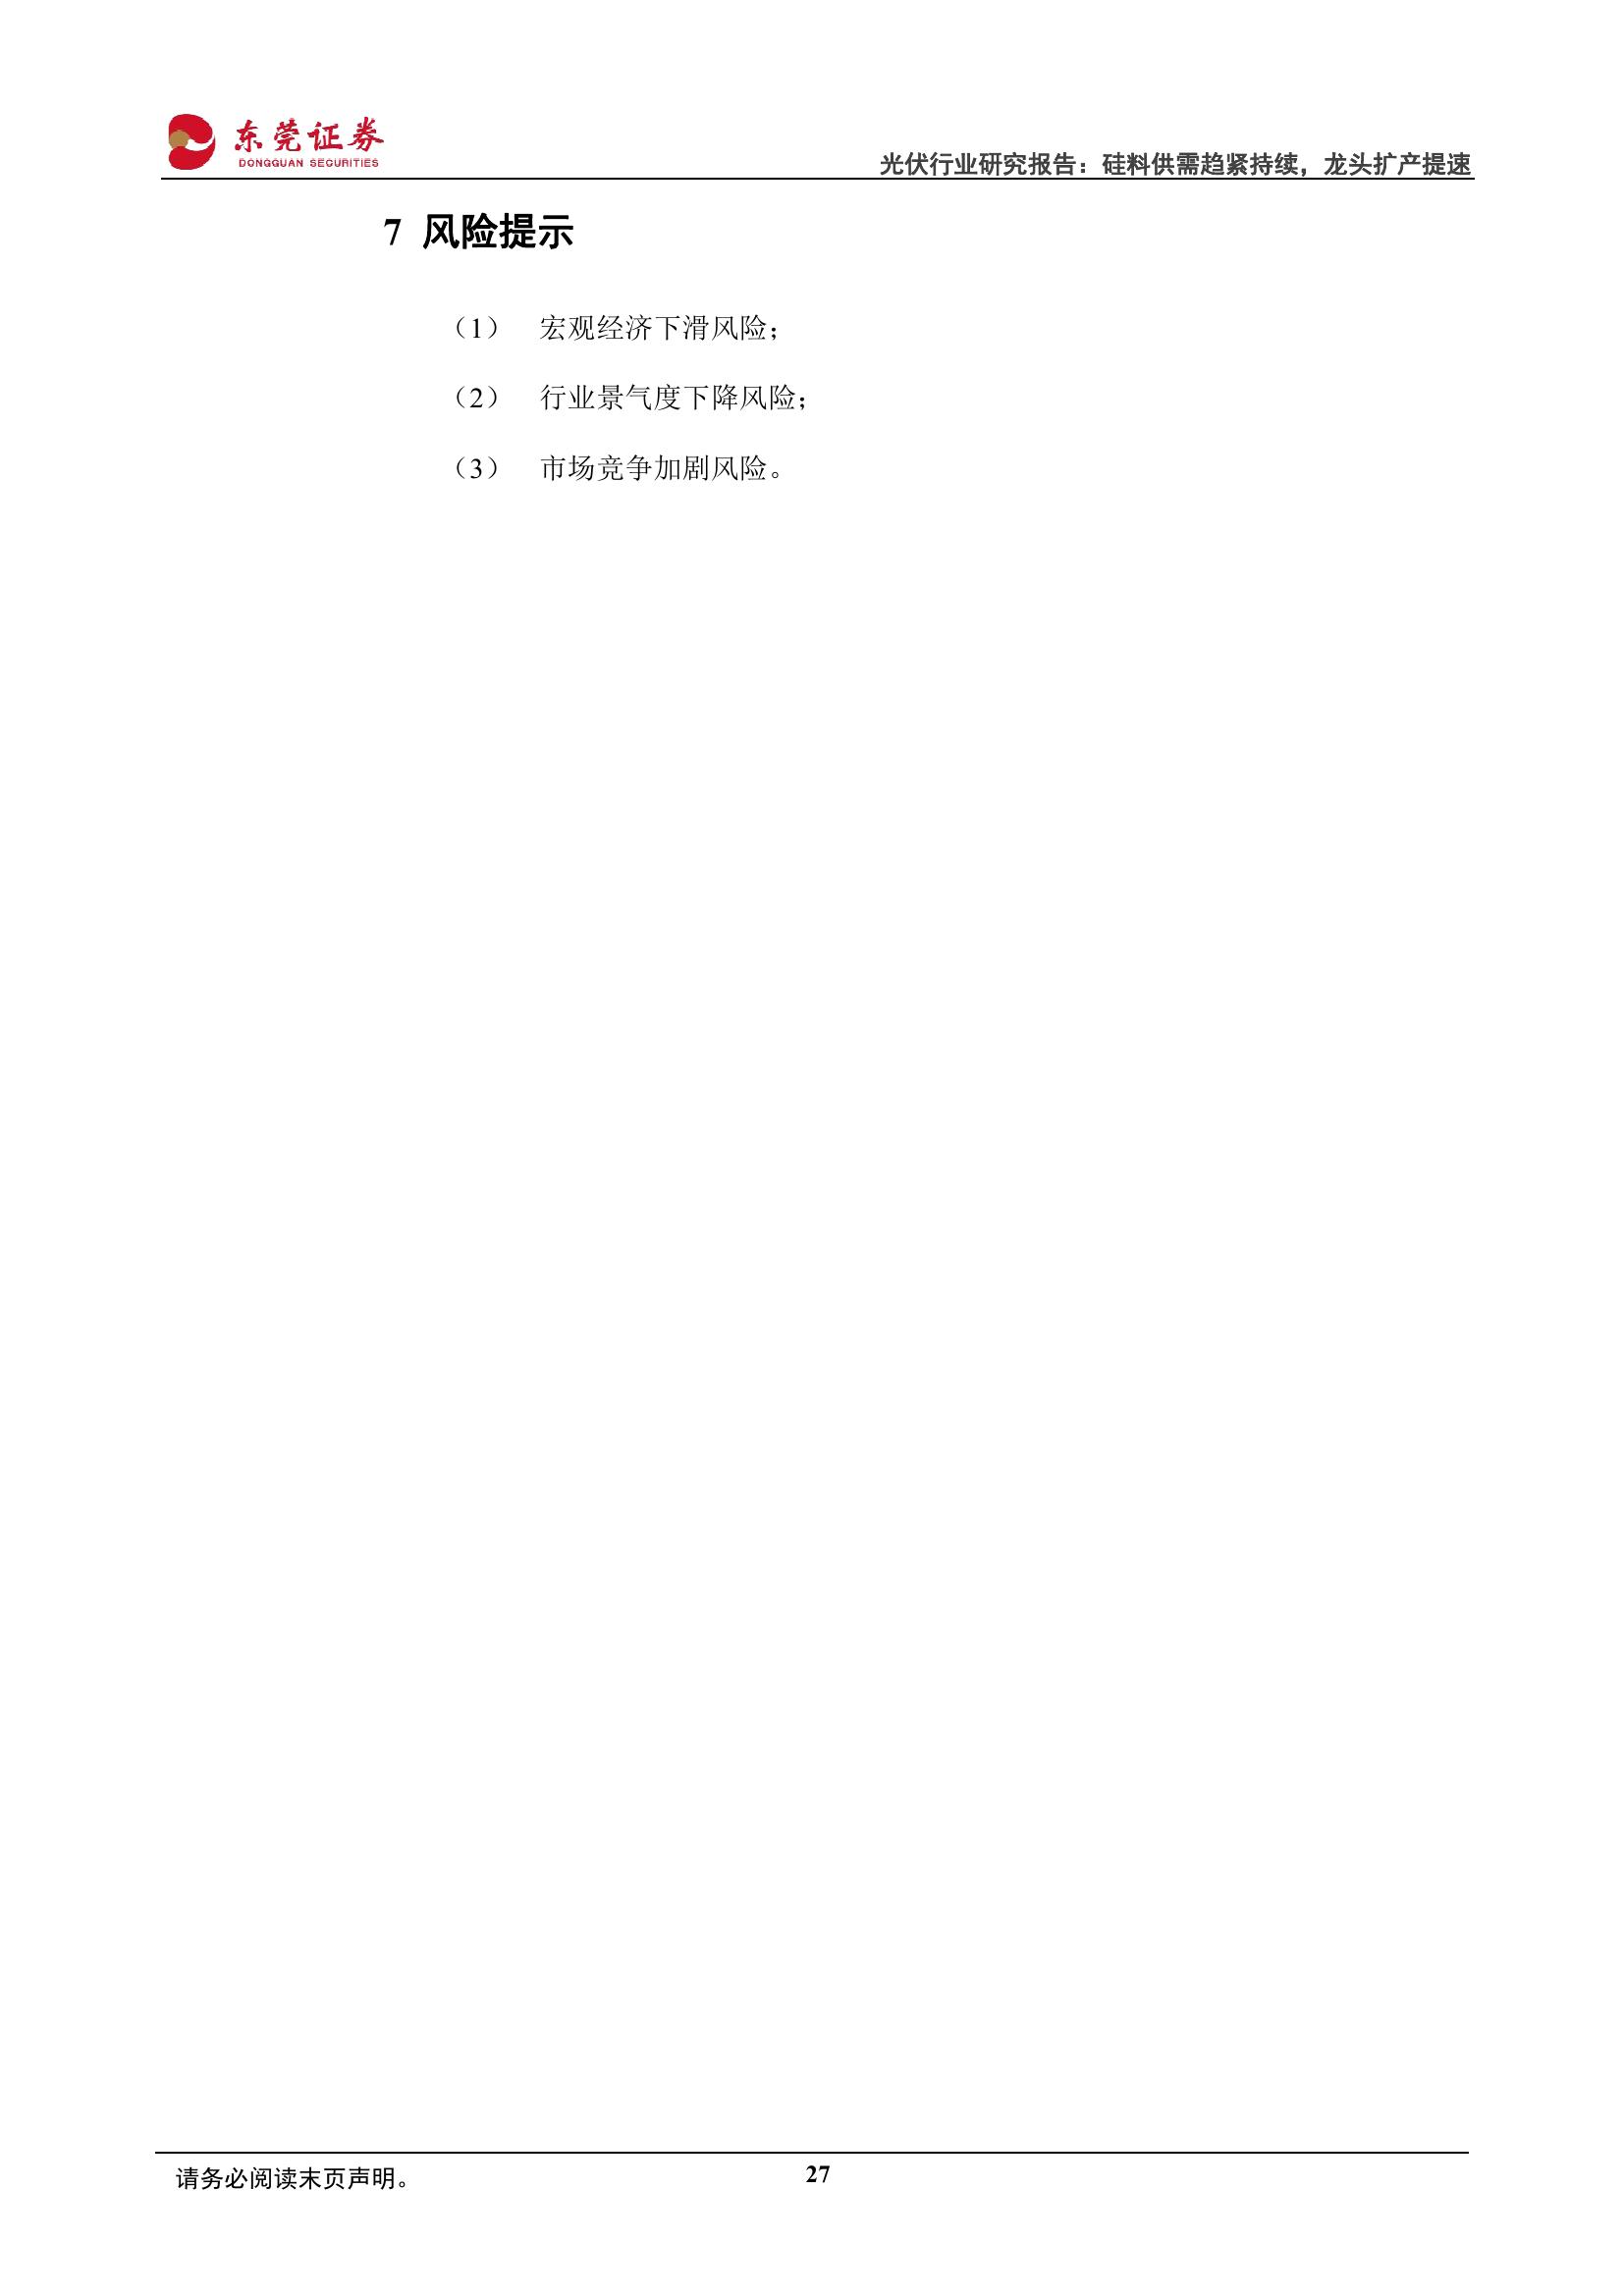 东莞证券
DONGGUAN SECURITIES
光伏行业研究报告：硅料供需趋紧持续，龙头扩产提速
7 风险提示
（1） 宏观经济下滑风险；
（2） 行业景气度下降风险；
（3） 市场竞争加剧风险。
请务必阅读末页声明。
27